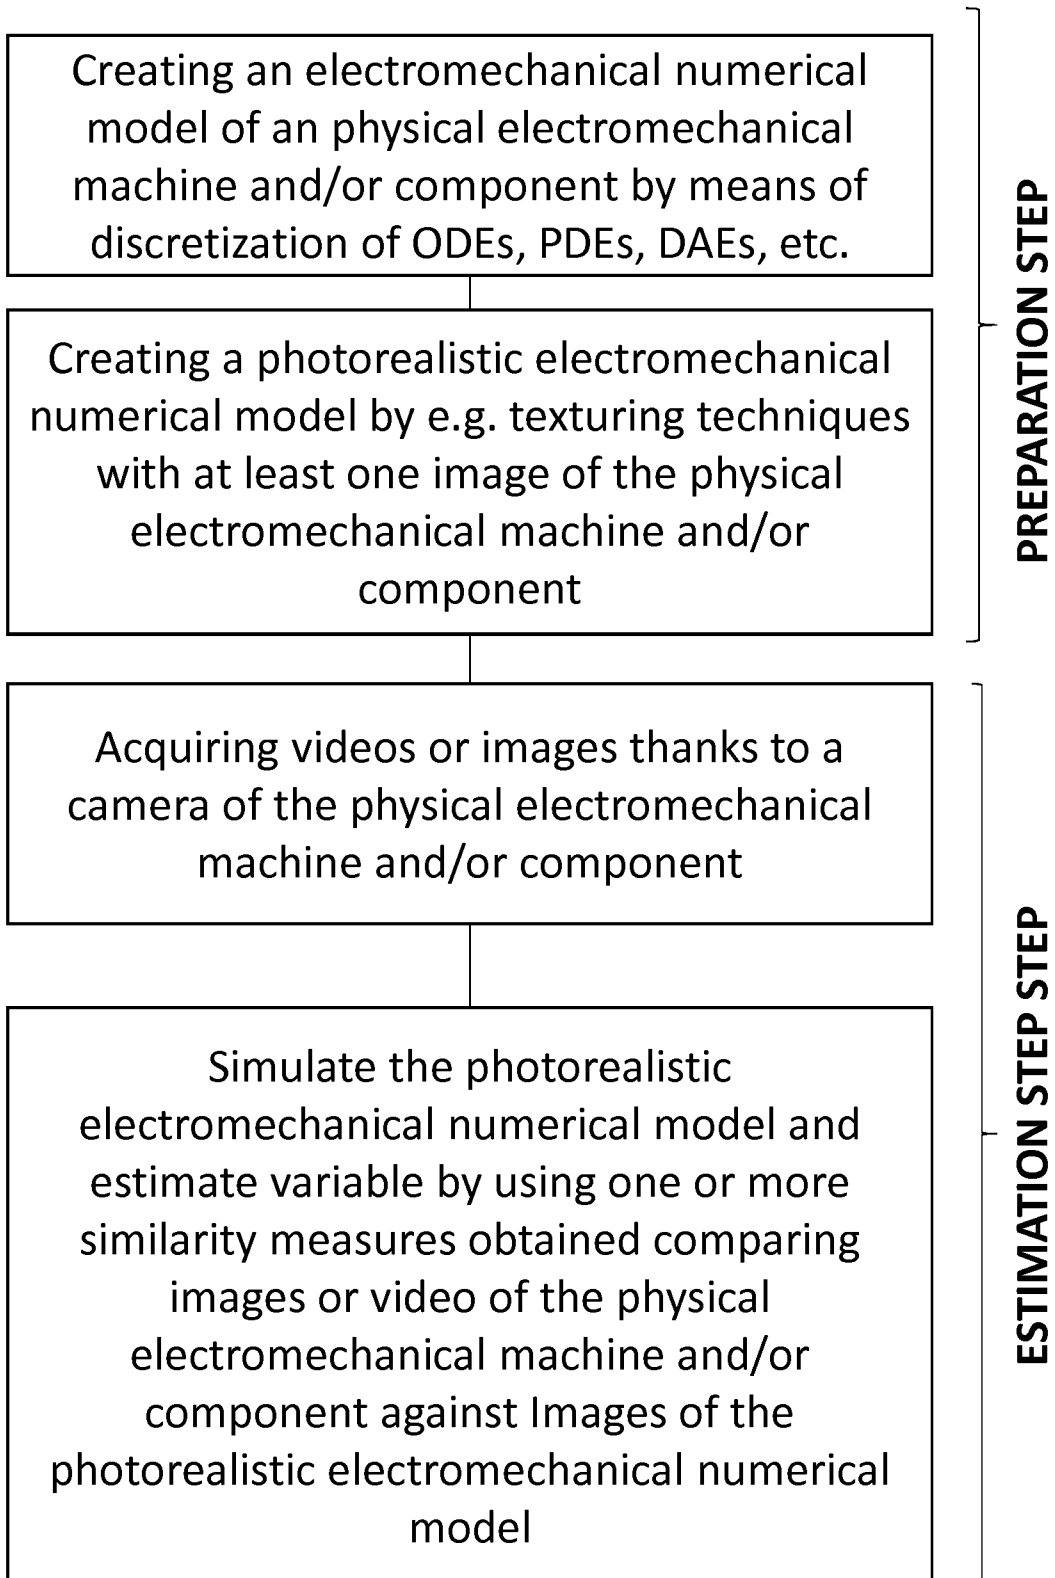 Creating an electromechanical numerical
model of an physical electromechanical
machine and/or component by means of
discretization of ODEs, PDEs, DAEs, etc.
Creating a photorealistic electromechanical
numerical model by e.g. texturing techniques
with at least one image of the physical
electromechanical machine and/or
component
PREPARATION STEP
Acquiring videos or images thanks to a
camera of the physical electromechanical
machine and/or component
Simulate the photorealistic
electromechanical numerical model and
estimate variable by using one or more
similarity measures obtained comparing
images or video of the physical
electromechanical machine and/or
component against Images of the
photorealistic electromechanical numerical
model
ESTIMATION STEP STEP